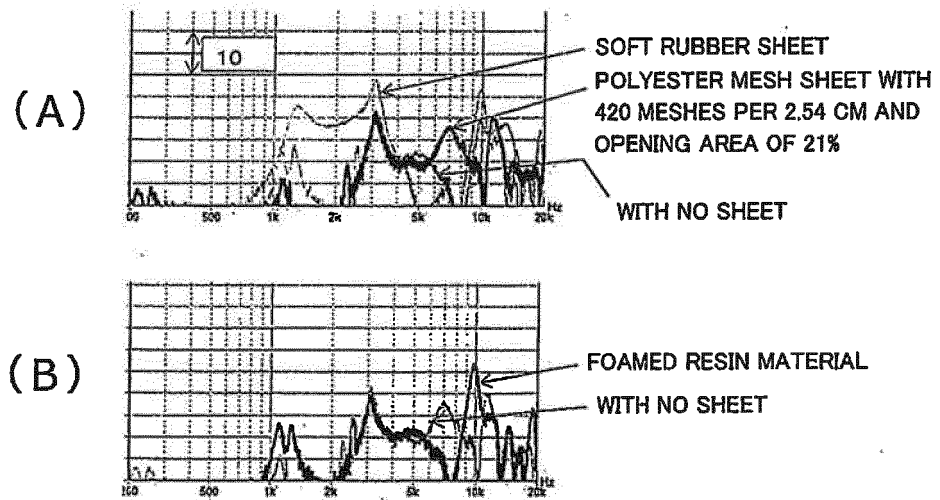 (A)
10
SOFT RUBBER SHEET
POLYESTER MESH SHEET WITH
420 MESHES PER 2.54 CM AND
OPENING AREA OF 21%
WITH NO SHEET
500 1k 2k 5k 10k 20k Hz
(B)
FOAMED RESIN MATERIAL
WITH NO SHEET
500 1k 2k 5k 10k 20k Hz